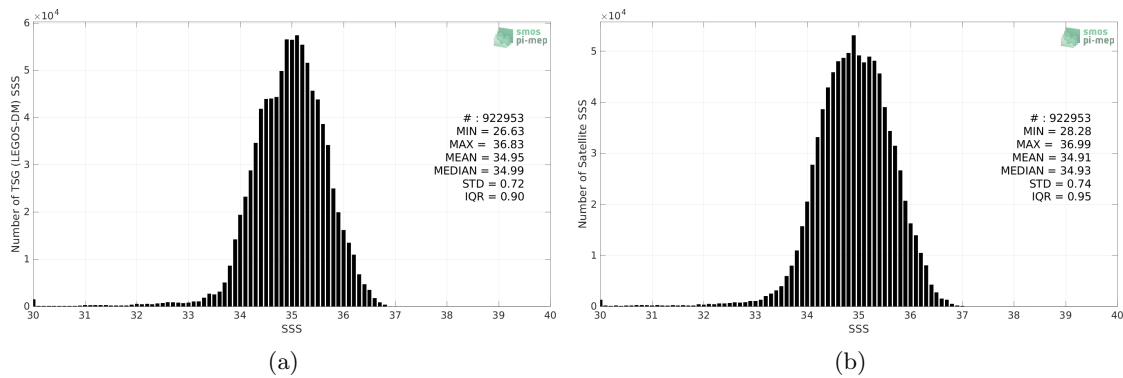 ×10⁴
6
5
4
3
2
1
0
Number of TSG (LEGOS-DM) SSS
30 31 32 33 34 35 36 37 38 39 40
SSS
smos
pi-mep
# : 922953
MIN = 26.63
MAX = 36.83
MEAN = 34.95
MEDIAN = 34.99
STD = 0.72
IQR = 0.90
(a)
×10⁴
5
4
3
2
1
0
Number of Satellite SSS
30 31 32 33 34 35 36 37 38 39 40
SSS
smos
pi-mep
# : 922953
MIN = 28.28
MAX = 36.99
MEAN = 34.91
MEDIAN = 34.93
STD = 0.74
IQR = 0.95
(b)